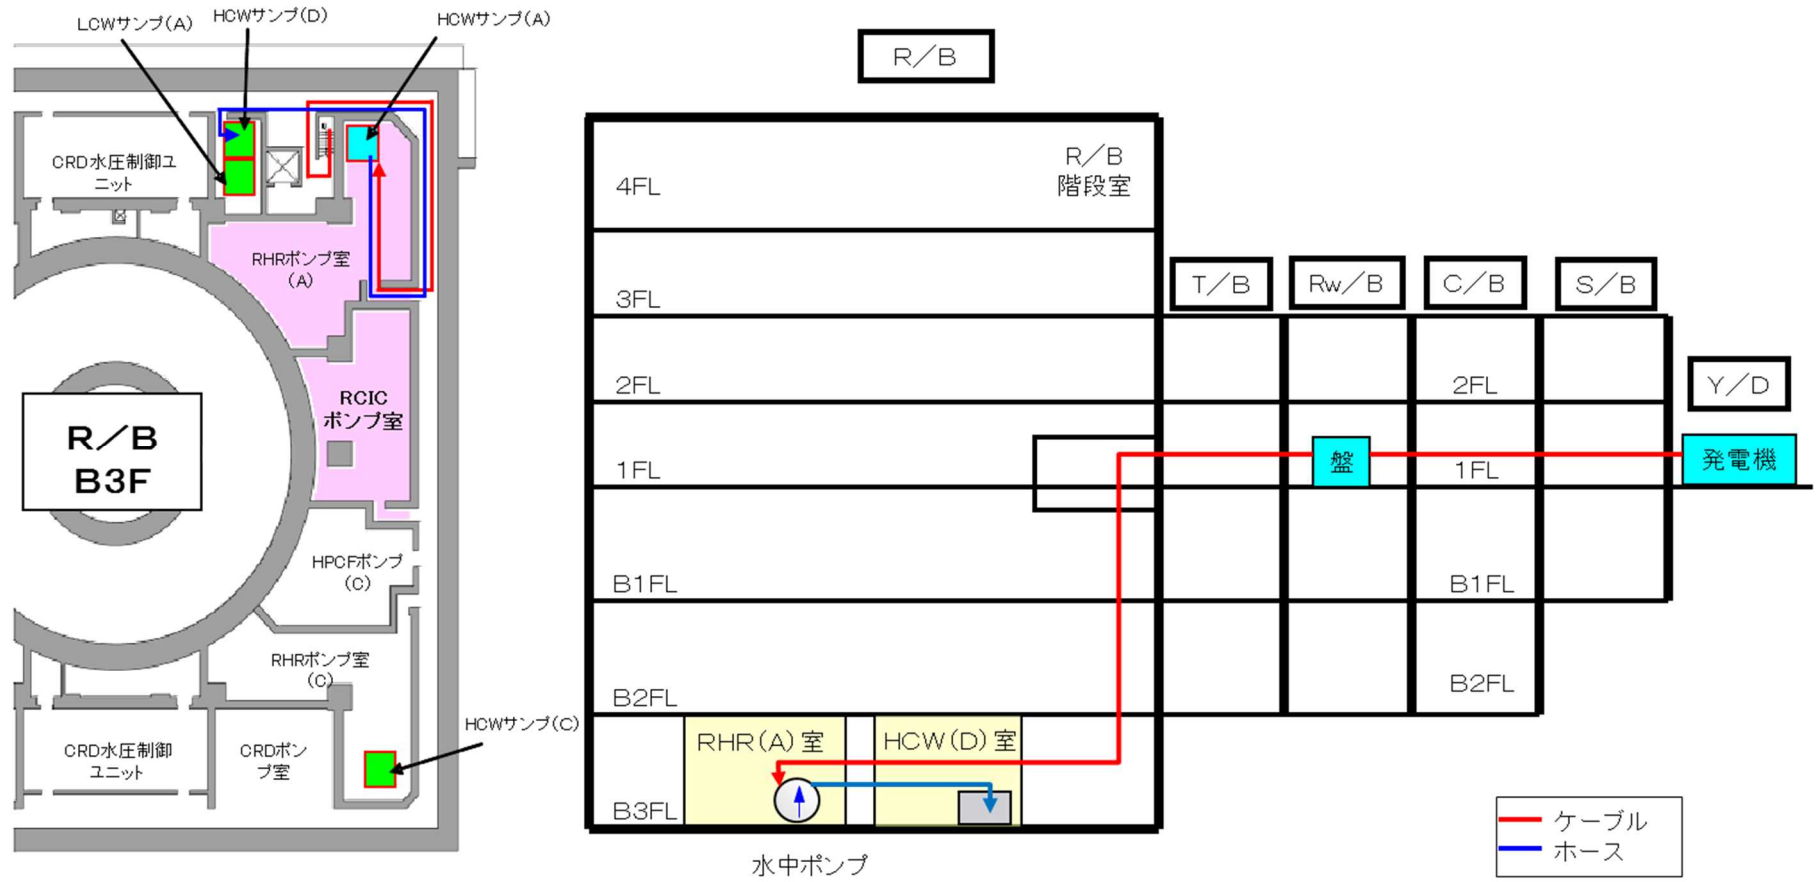 LCWサンプ(A)
HCWサンプ(D)
HCWサンプ(A)
CRD水圧制御ユ
ニット
RHRポンプ室
(A)
RCIC
ポンプ室
R/B
B3F
HPCFポンプ
(C)
RHRポンプ室
(C)
HCWサンプ(C)
CRD水圧制御
ユニット
CRDポン
プ室
R/B
R/B
階段室
4FL
3FL
2FL
1FL
B1FL
B2FL
B3FL
T/B
Rw/B
C/B
S/B
Y/D
2FL
1FL
B1FL
B2FL
盤
発電機
RHR(A)室
HCW(D)室
水中ポンプ
ケーブル
ホース